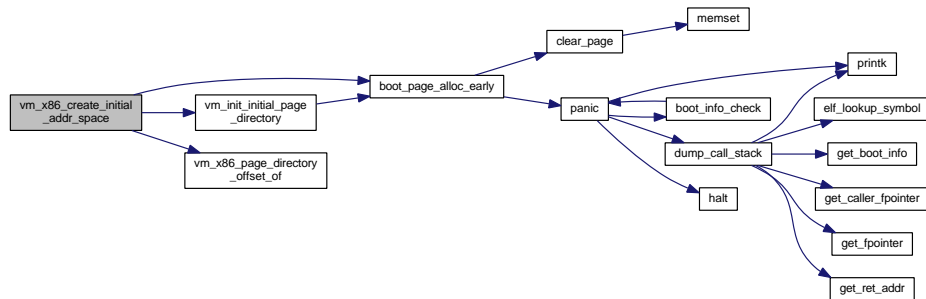 vm_x86_create_initial
_addr_space
vm_init_initial_page
_directory
vm_x86_page_directory
_offset_of
boot_page_alloc_early
clear_page
memset
panic
boot_info_check
dump_call_stack
halt
printk
elf_lookup_symbol
get_boot_info
get_caller_fpointer
get_fpointer
get_ret_addr